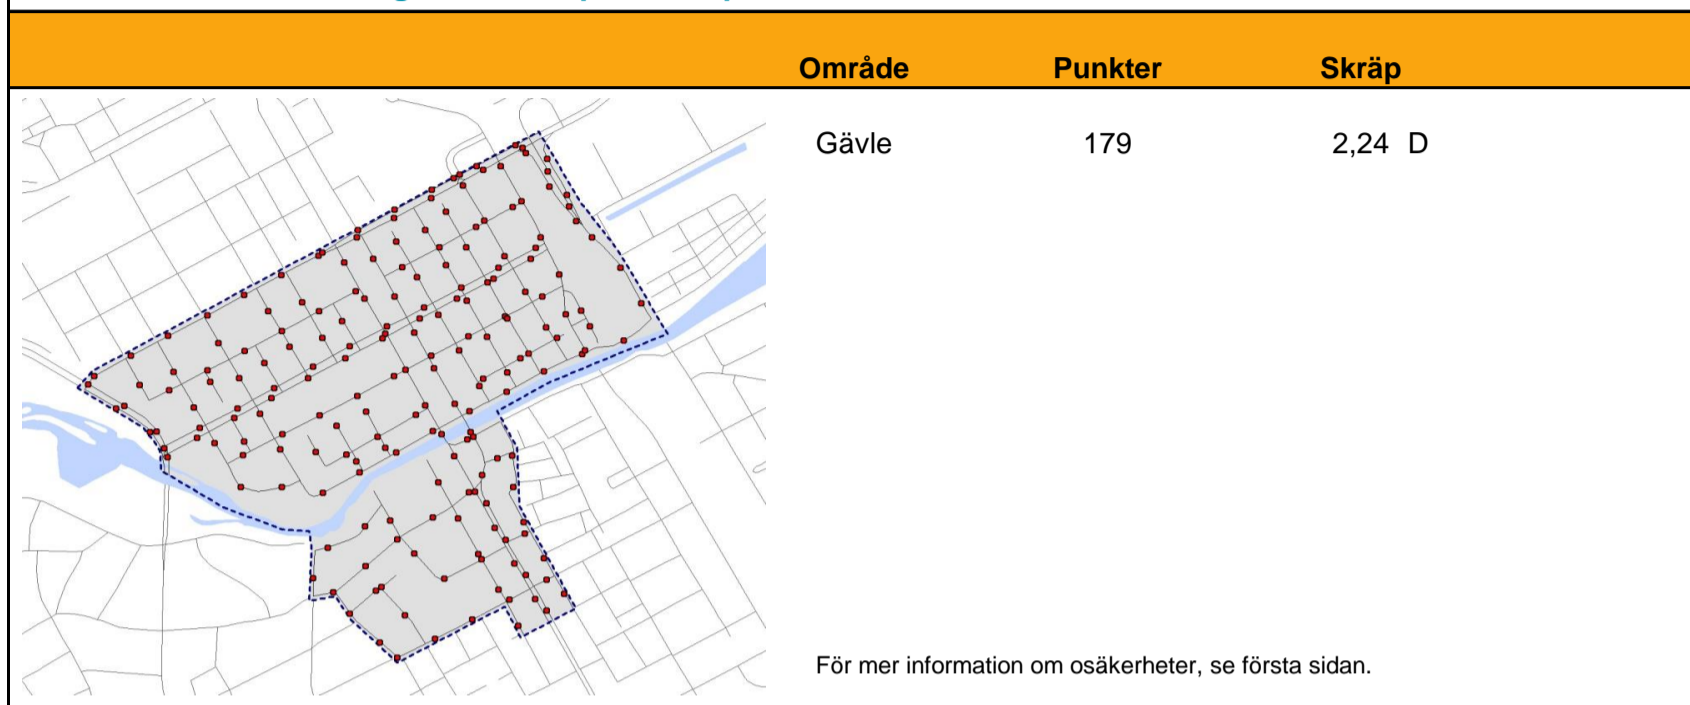 Område Punkter Skräp
Gävle 179 2,24 D
För mer information om osäkerheter, se första sidan.